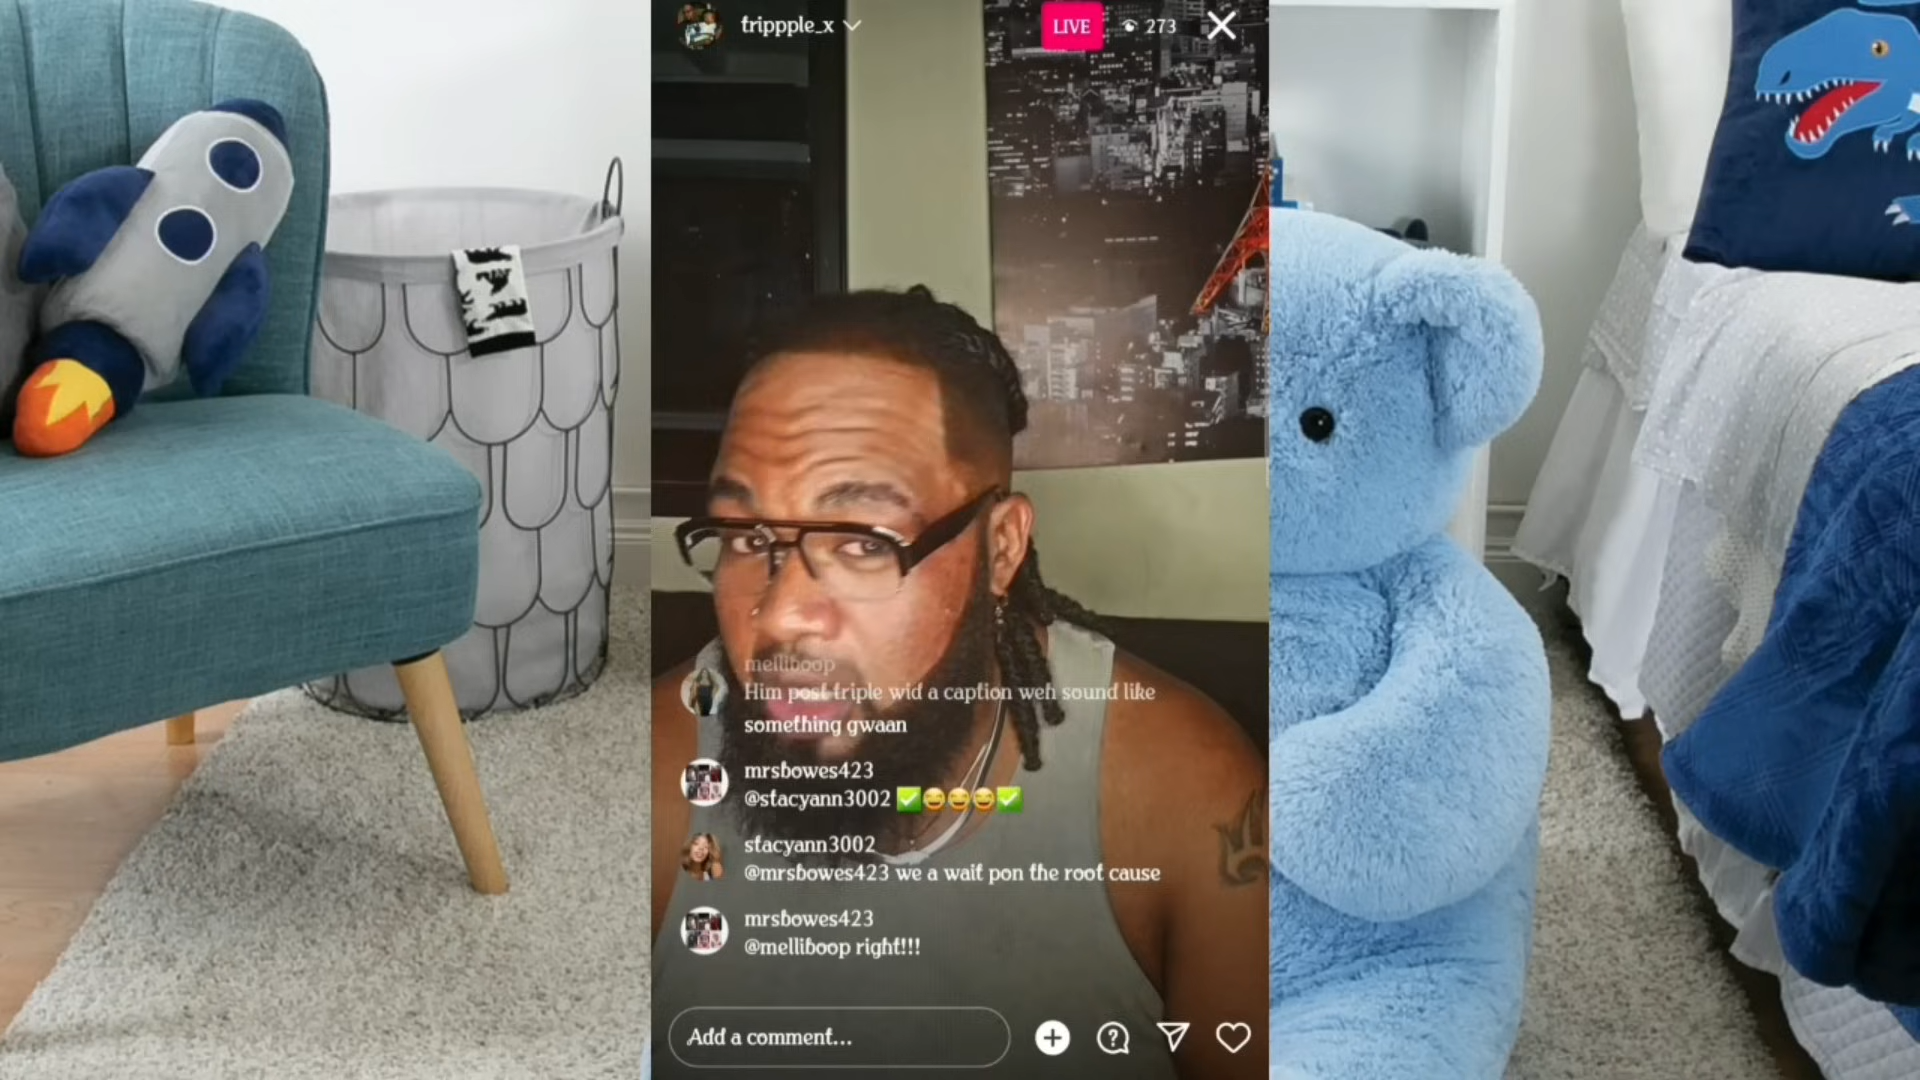 trippple_x
LIVE
273
melliboop
Him post triple wid a caption weh sound like
something gwaan
mrsbowes423
@stacyann3002 ✅😆😆😆✅
stacyann3002
@mrsbowes423 we a wait pon the root cause
mrsbowes423
@melliboop right!!!
Add a comment...